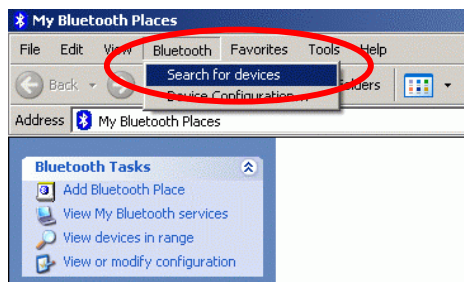 My Bluetooth Places
File Edit View Bluetooth Favorites Tools Help
Search for devices
Back
Device Configuration...
Address My Bluetooth Places
Bluetooth Tasks
Add Bluetooth Place
View My Bluetooth services
View devices in range
View or modify configuration